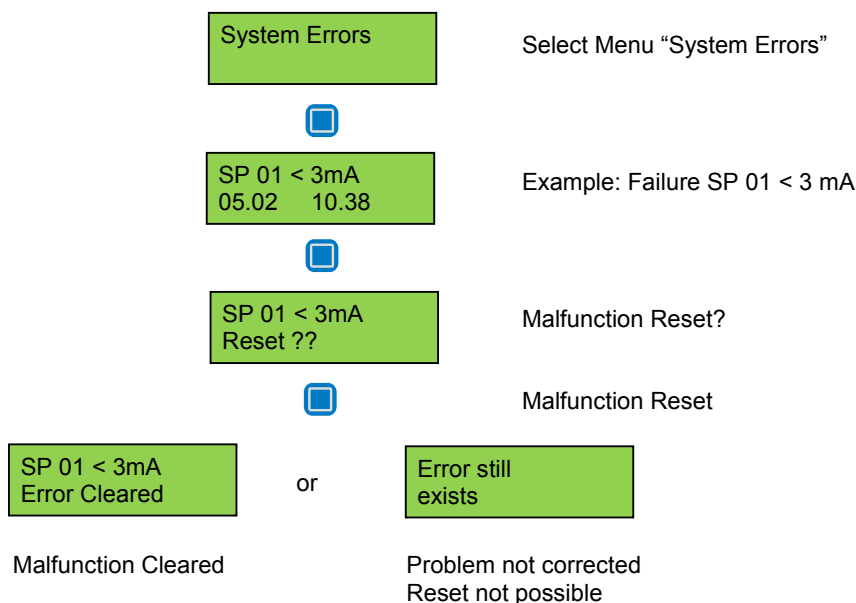 System Errors
Select Menu “System Errors”
SP 01 < 3mA
05.02 10.38
Example: Failure SP 01 < 3 mA
SP 01 < 3mA
Reset ??
Malfunction Reset?
Malfunction Reset
SP 01 < 3mA
Error Cleared
or
Error still
exists
Malfunction Cleared
Problem not corrected
Reset not possible